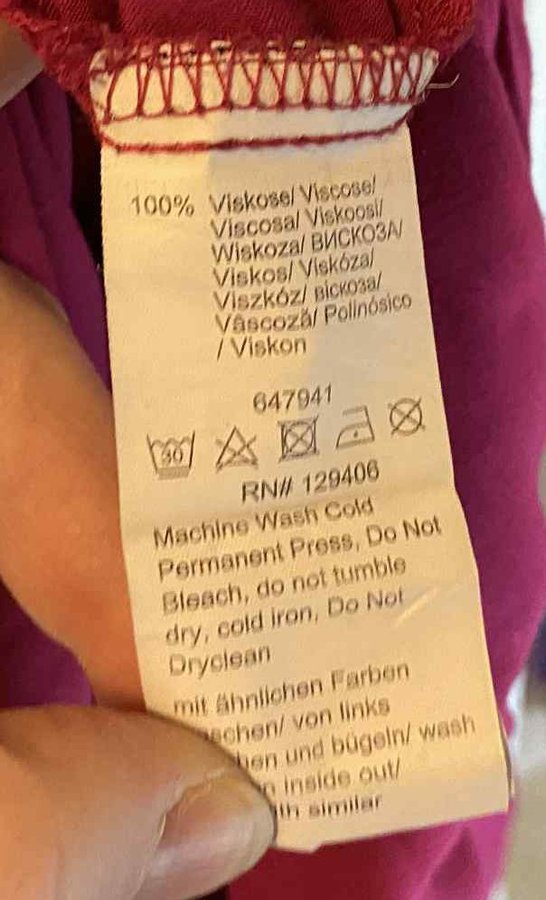 100% Viskose/ Viscose/
Viscosa/ Viskoosi/
Wiskoza/ ВИСКОЗА/
Viskos/ Viskóza/
Viszkóz/ віскоза/
Vâscoză/ Polinósico
/ Viskon
647941
30
RN# 129406
Machine Wash Cold
Permanent Press, Do Not
Bleach, do not tumble
dry, cold iron, Do Not
Dryclean
mit ähnlichen Farben
von links
und bügeln/ wash
inside out/
similar